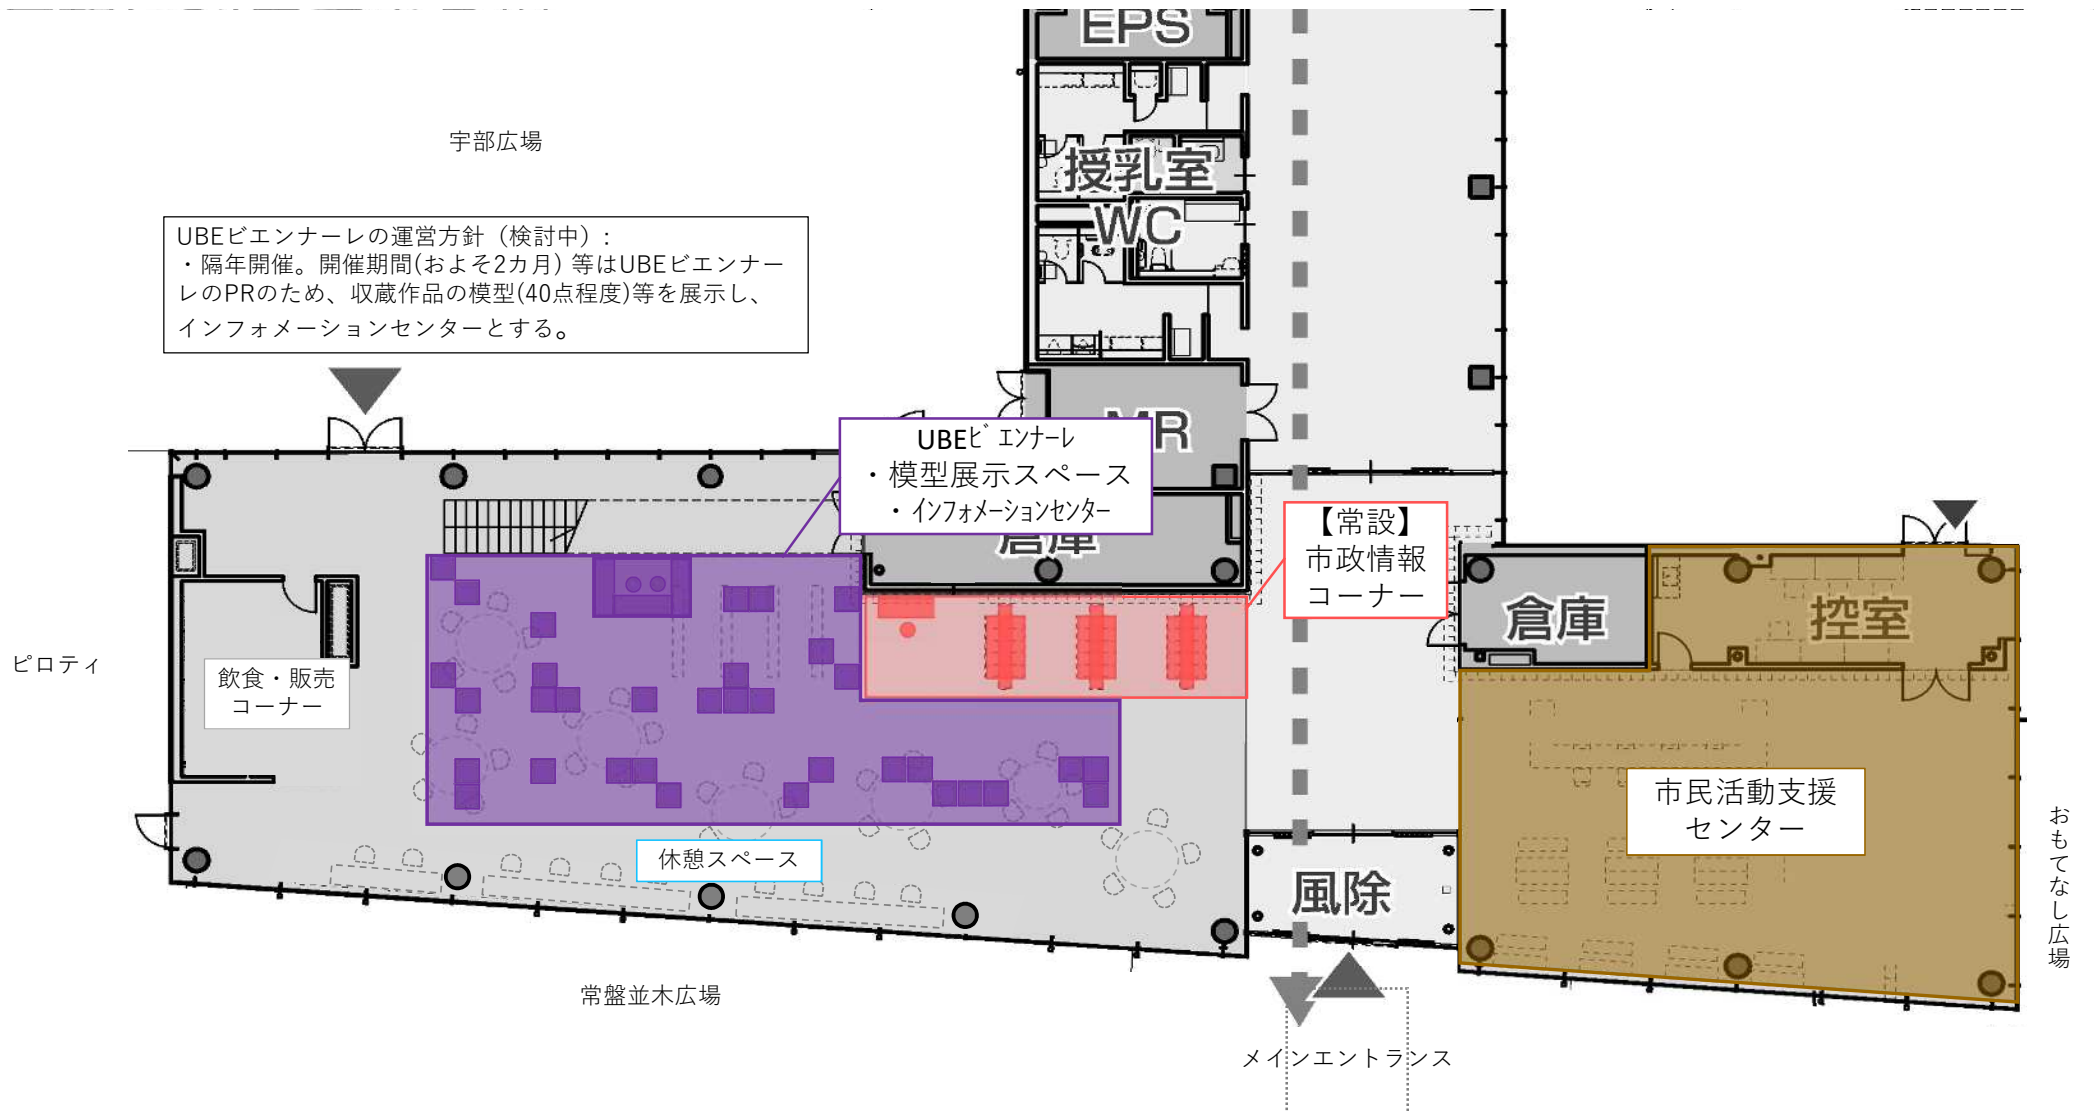 EPS
宇部広場
授乳室
WC
UBEビエンナーレの運営方針（検討中）:
・隔年開催。開催期間(およそ2カ月) 等はUBEビエンナー
レのPRのため、収蔵作品の模型(40点程度)等を展示し、
インフォメーションセンターとする。
MR
UBEﾋﾞｴﾝﾅｰﾚ
・模型展示スペース
・ｲﾝﾌｫﾒｰｼｮﾝｾﾝﾀｰ
倉庫
【常設】
市政情報
コーナー
倉庫
控室
ピロティ
飲食・販売
コーナー
市民活動支援
センター
休憩スペース
風除
おもてなし広場
常盤並木広場
メインエントランス